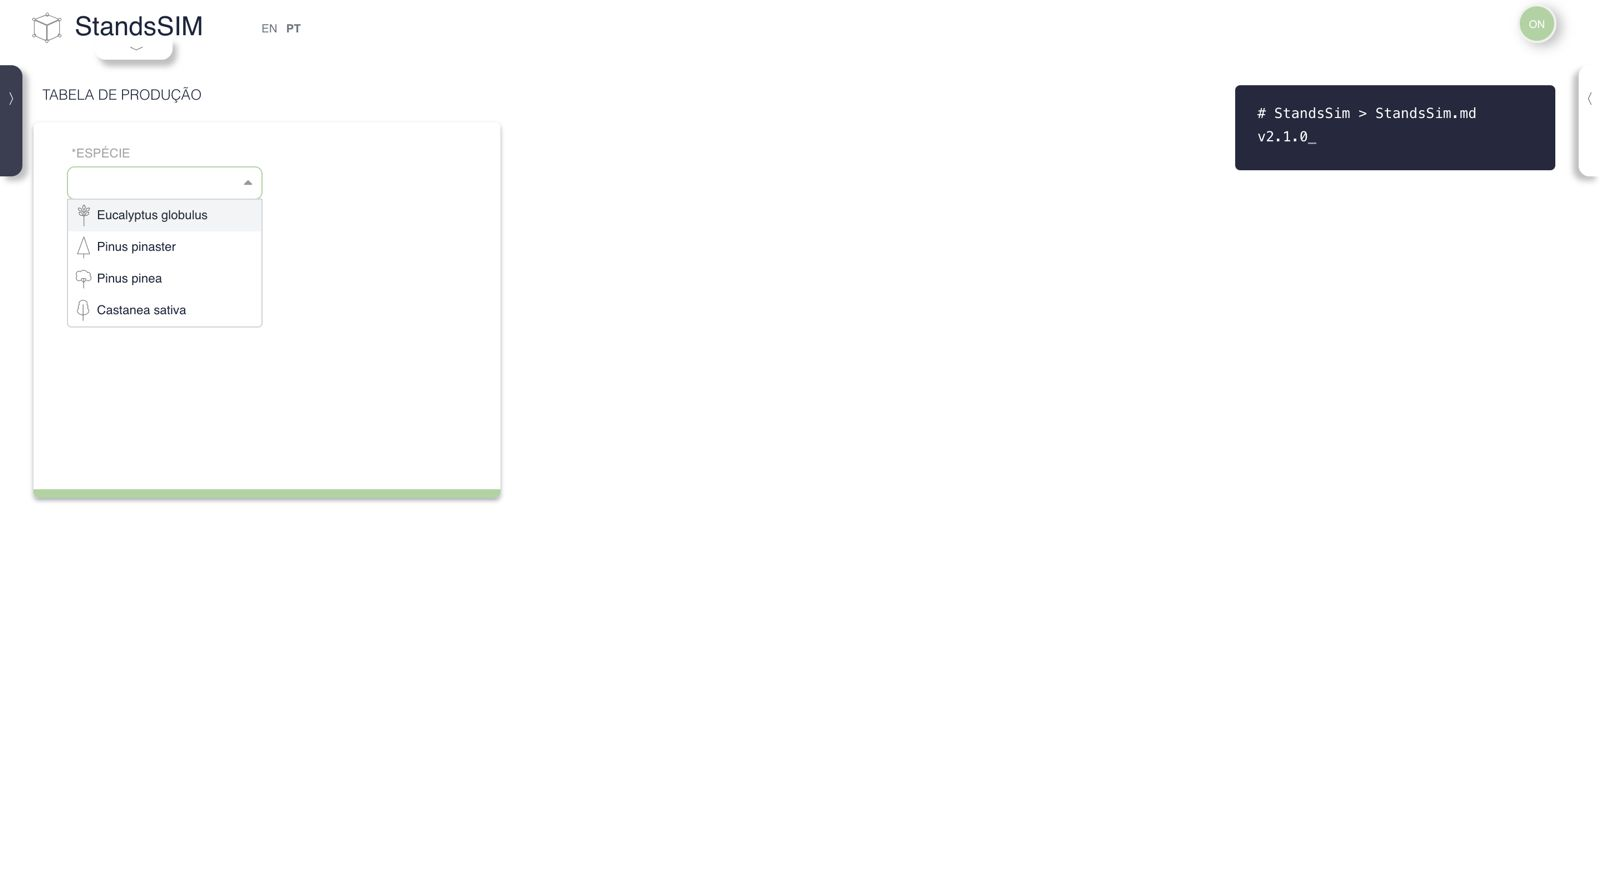 StandsSIM
EN PT
ON
TABELA DE PRODUÇÃO
*ESPÉCIE
Eucalyptus globulus
Pinus pinaster
Pinus pinea
Castanea sativa
# StandsSim > StandsSim.md
v2.1.0_